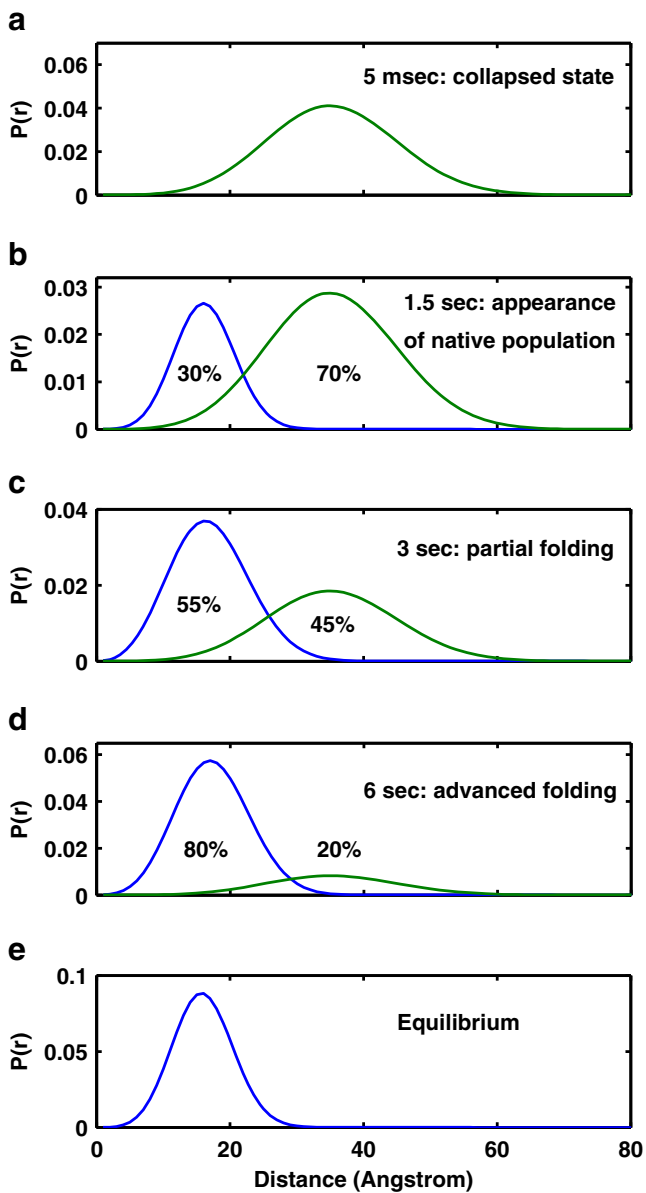 a
0.06
0.04
0.02
0
P(r)
5 msec: collapsed state
b
0.03
0.02
0.01
0
P(r)
1.5 sec: appearance
of native population
30%
70%
c
0.04
0.02
0
P(r)
3 sec: partial folding
55%
45%
d
0.06
0.04
0.02
0
P(r)
6 sec: advanced folding
80%
20%
e
0.1
0.05
0
P(r)
Equilibrium
0 20 40 60 80
Distance (Angstrom)